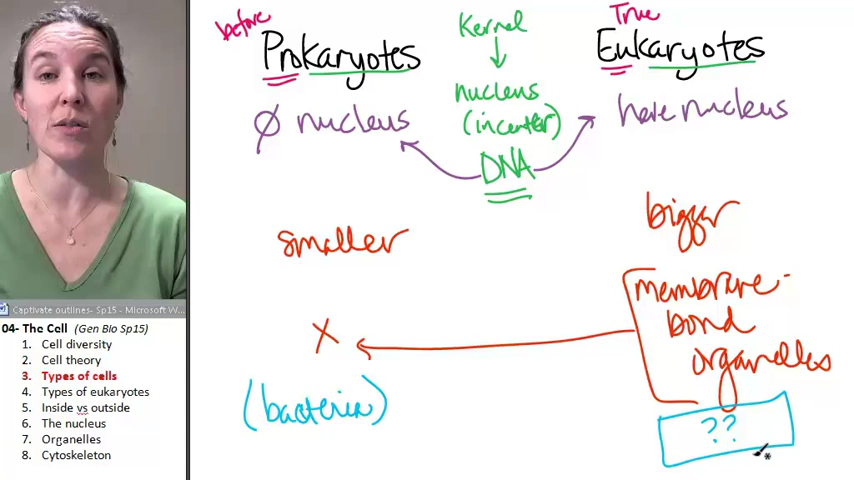 before
Prokaryotes
Kernel
True
Eukaryotes
nucleus
(in center)
DNA
Ø nucleus
have nucleus
smaller
bigger
membrane-
bond
organelles
X
(bacteria)
??
*
Captivate outlines- Sp15 - Microsoft W...
04- The Cell (Gen Bio Sp15)
1. Cell diversity
2. Cell theory
3. Types of cells
4. Types of eukaryotes
5. Inside vs outside
6. The nucleus
7. Organelles
8. Cytoskeleton